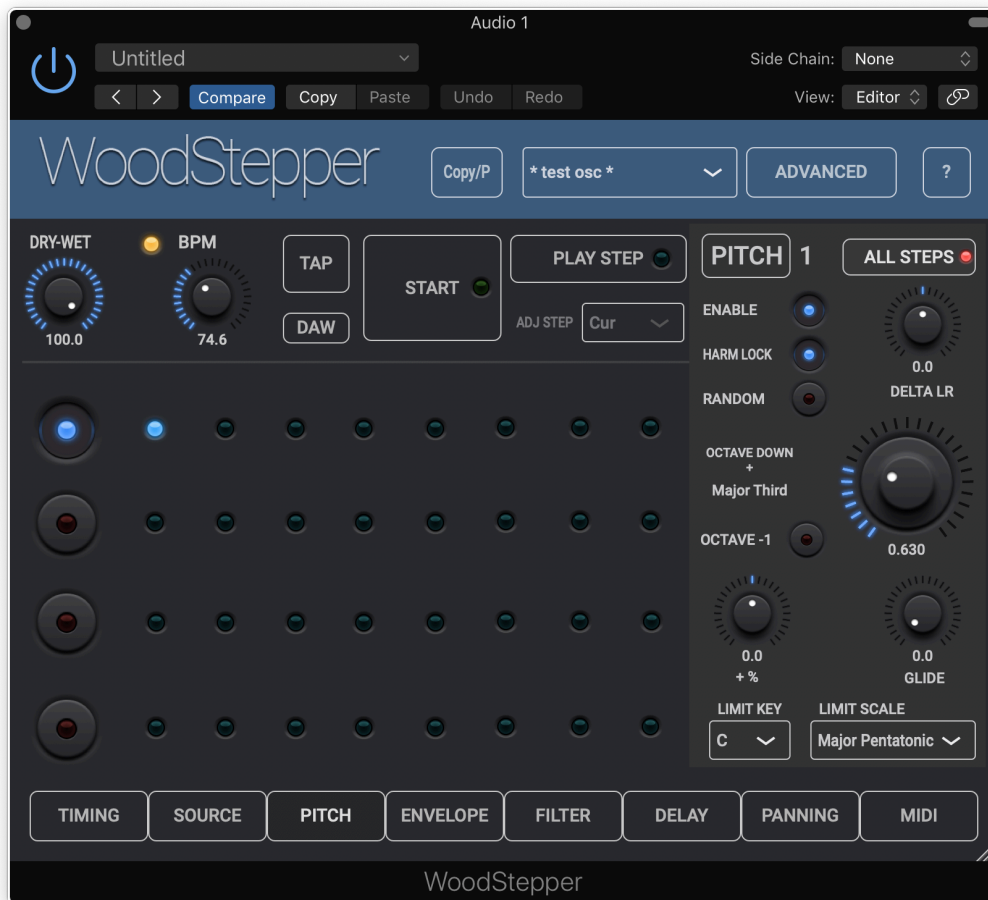 Audio 1
Untitled
Side Chain: None
Compare Copy Paste Undo Redo
View: Editor
WoodStepper
Copy/P
* test osc *
ADVANCED
?
DRY-WET
100.0
BPM
74.6
TAP
DAW
START
PLAY STEP
ADJ STEP Cur
PITCH 1
ALL STEPS
ENABLE
HARM LOCK
RANDOM
0.0
DELTA LR
OCTAVE DOWN
+
Major Third
OCTAVE -1
0.630
0.0
+ %
0.0
GLIDE
LIMIT KEY
C
LIMIT SCALE
Major Pentatonic
TIMING SOURCE PITCH ENVELOPE FILTER DELAY PANNING MIDI
WoodStepper